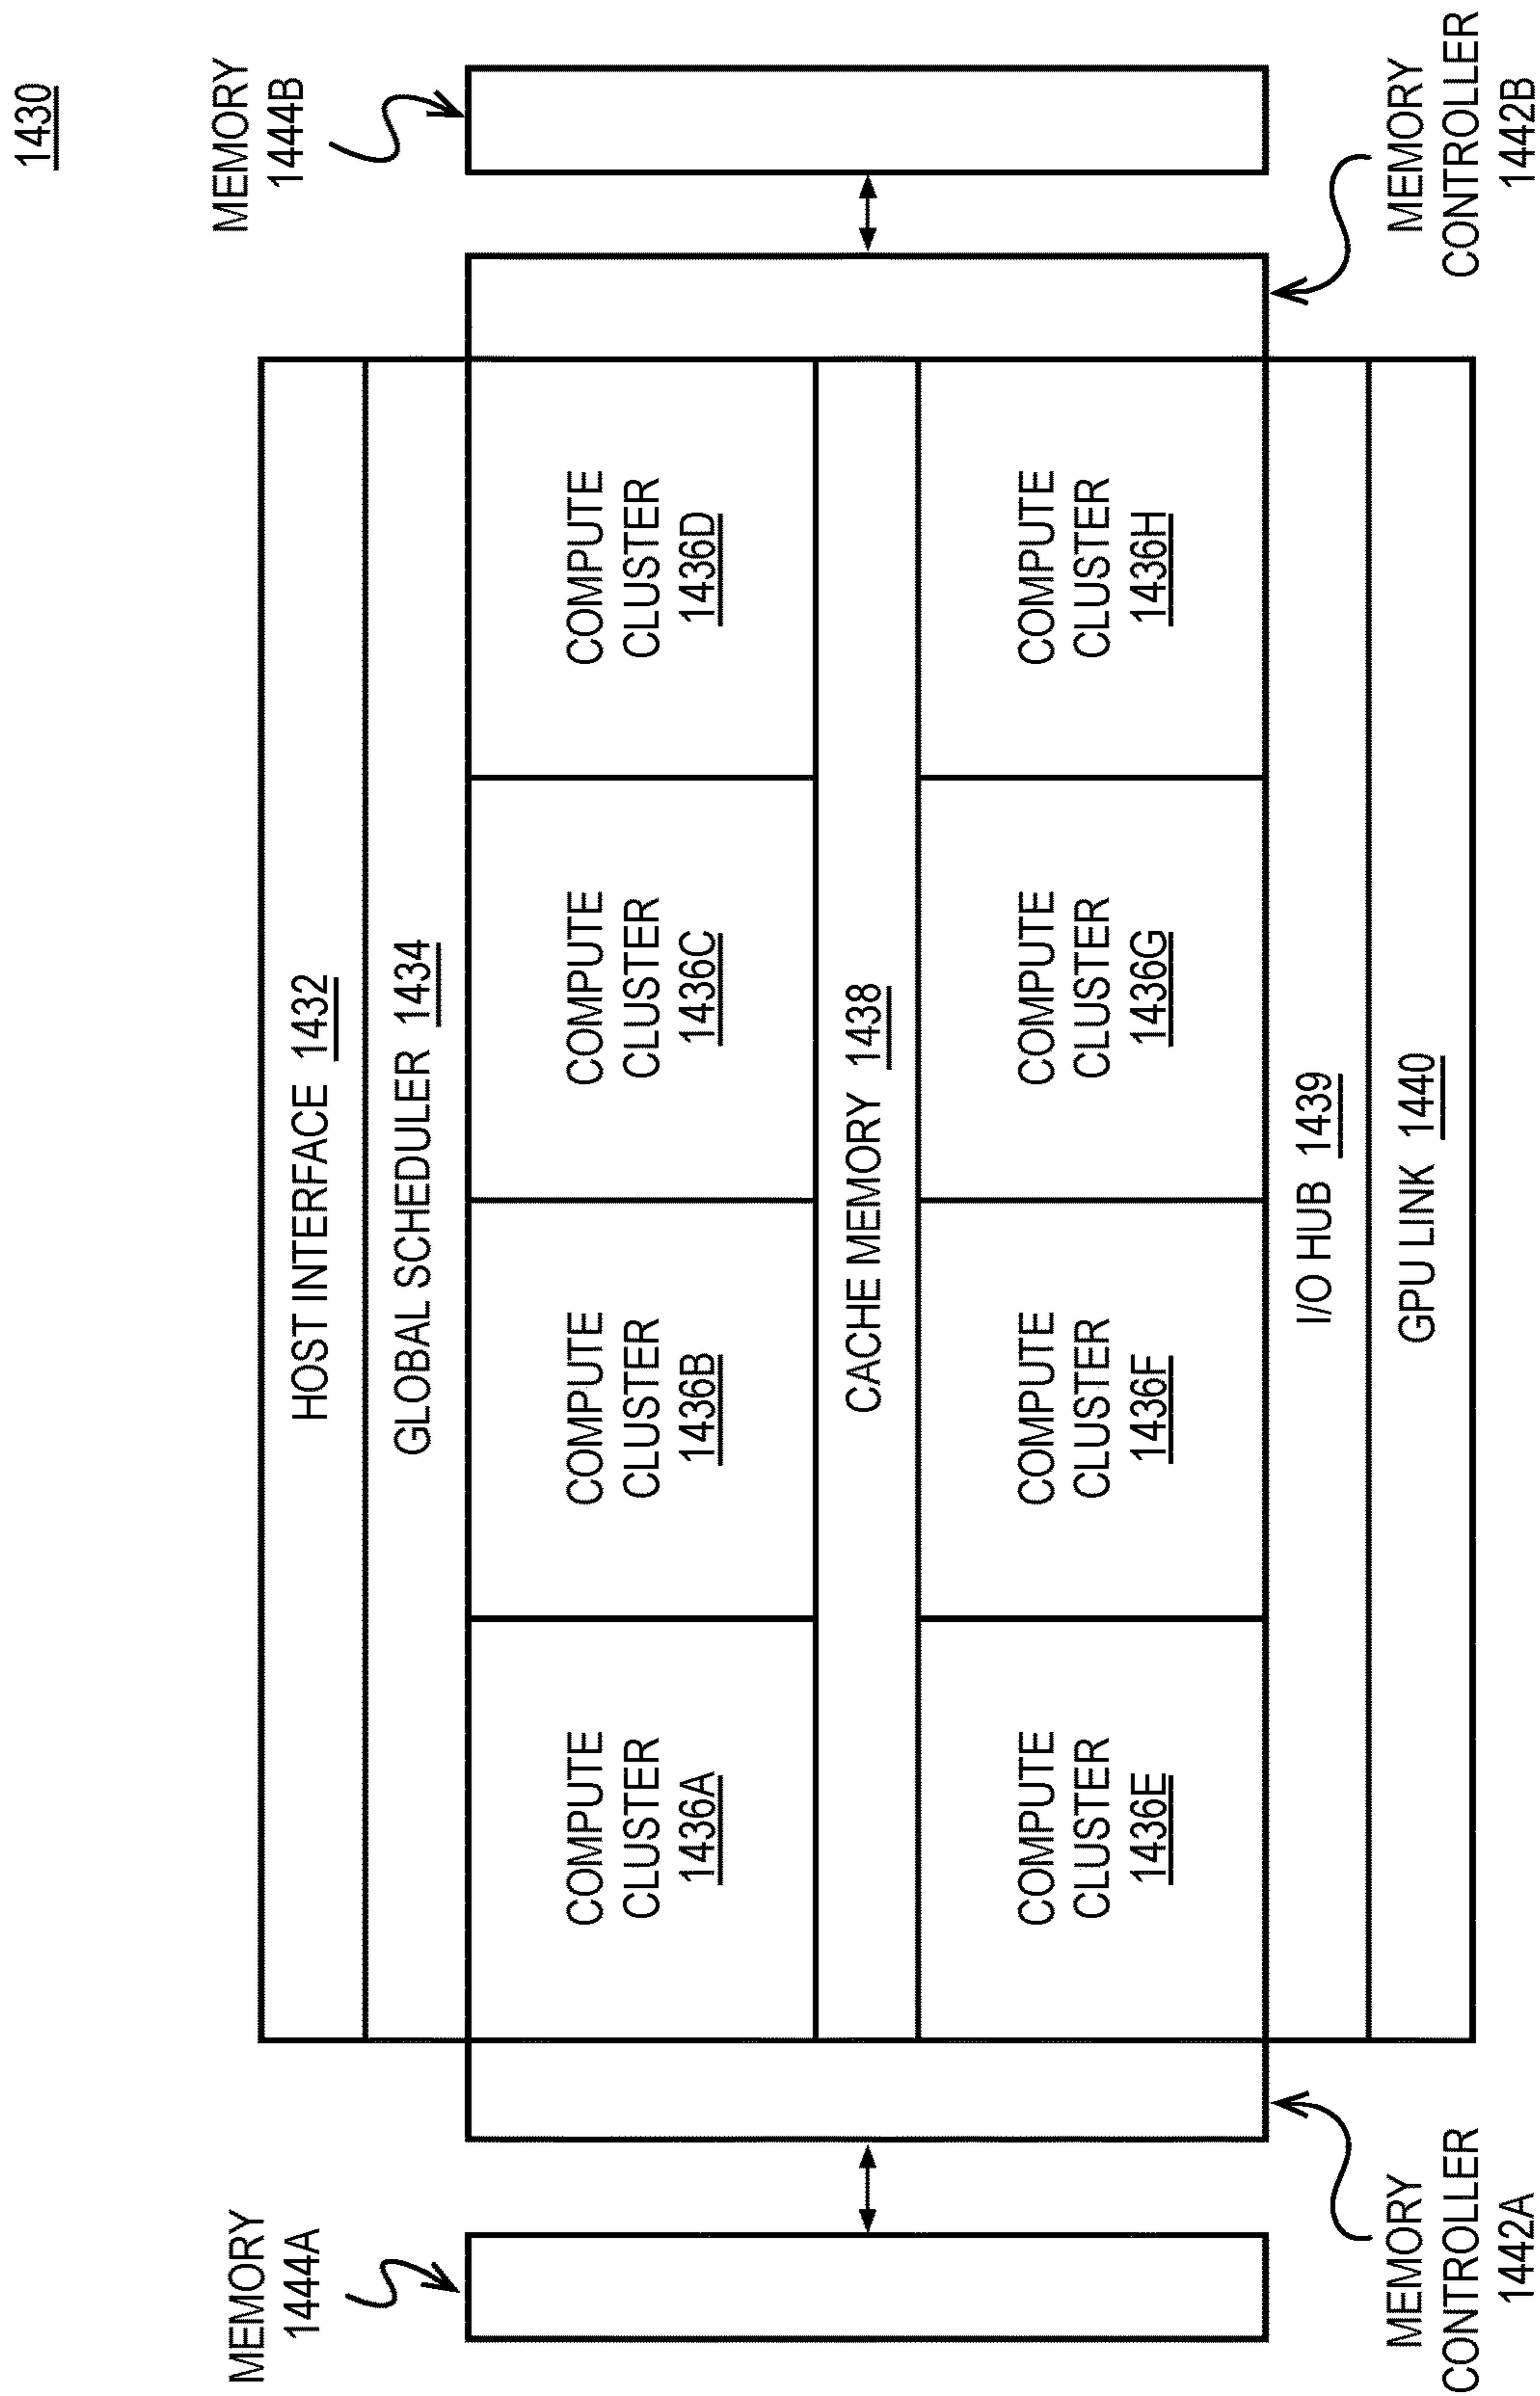 1430
HOST INTERFACE 1432
GLOBAL SCHEDULER 1434
MEMORY
1444A
MEMORY
1444B
COMPUTE
CLUSTER
1436A
COMPUTE
CLUSTER
1436B
COMPUTE
CLUSTER
1436C
COMPUTE
CLUSTER
1436D
CACHE MEMORY 1438
COMPUTE
CLUSTER
1436E
COMPUTE
CLUSTER
1436F
COMPUTE
CLUSTER
1436G
COMPUTE
CLUSTER
1436H
I/O HUB 1439
GPU LINK 1440
MEMORY
CONTROLLER
1442A
MEMORY
CONTROLLER
1442B